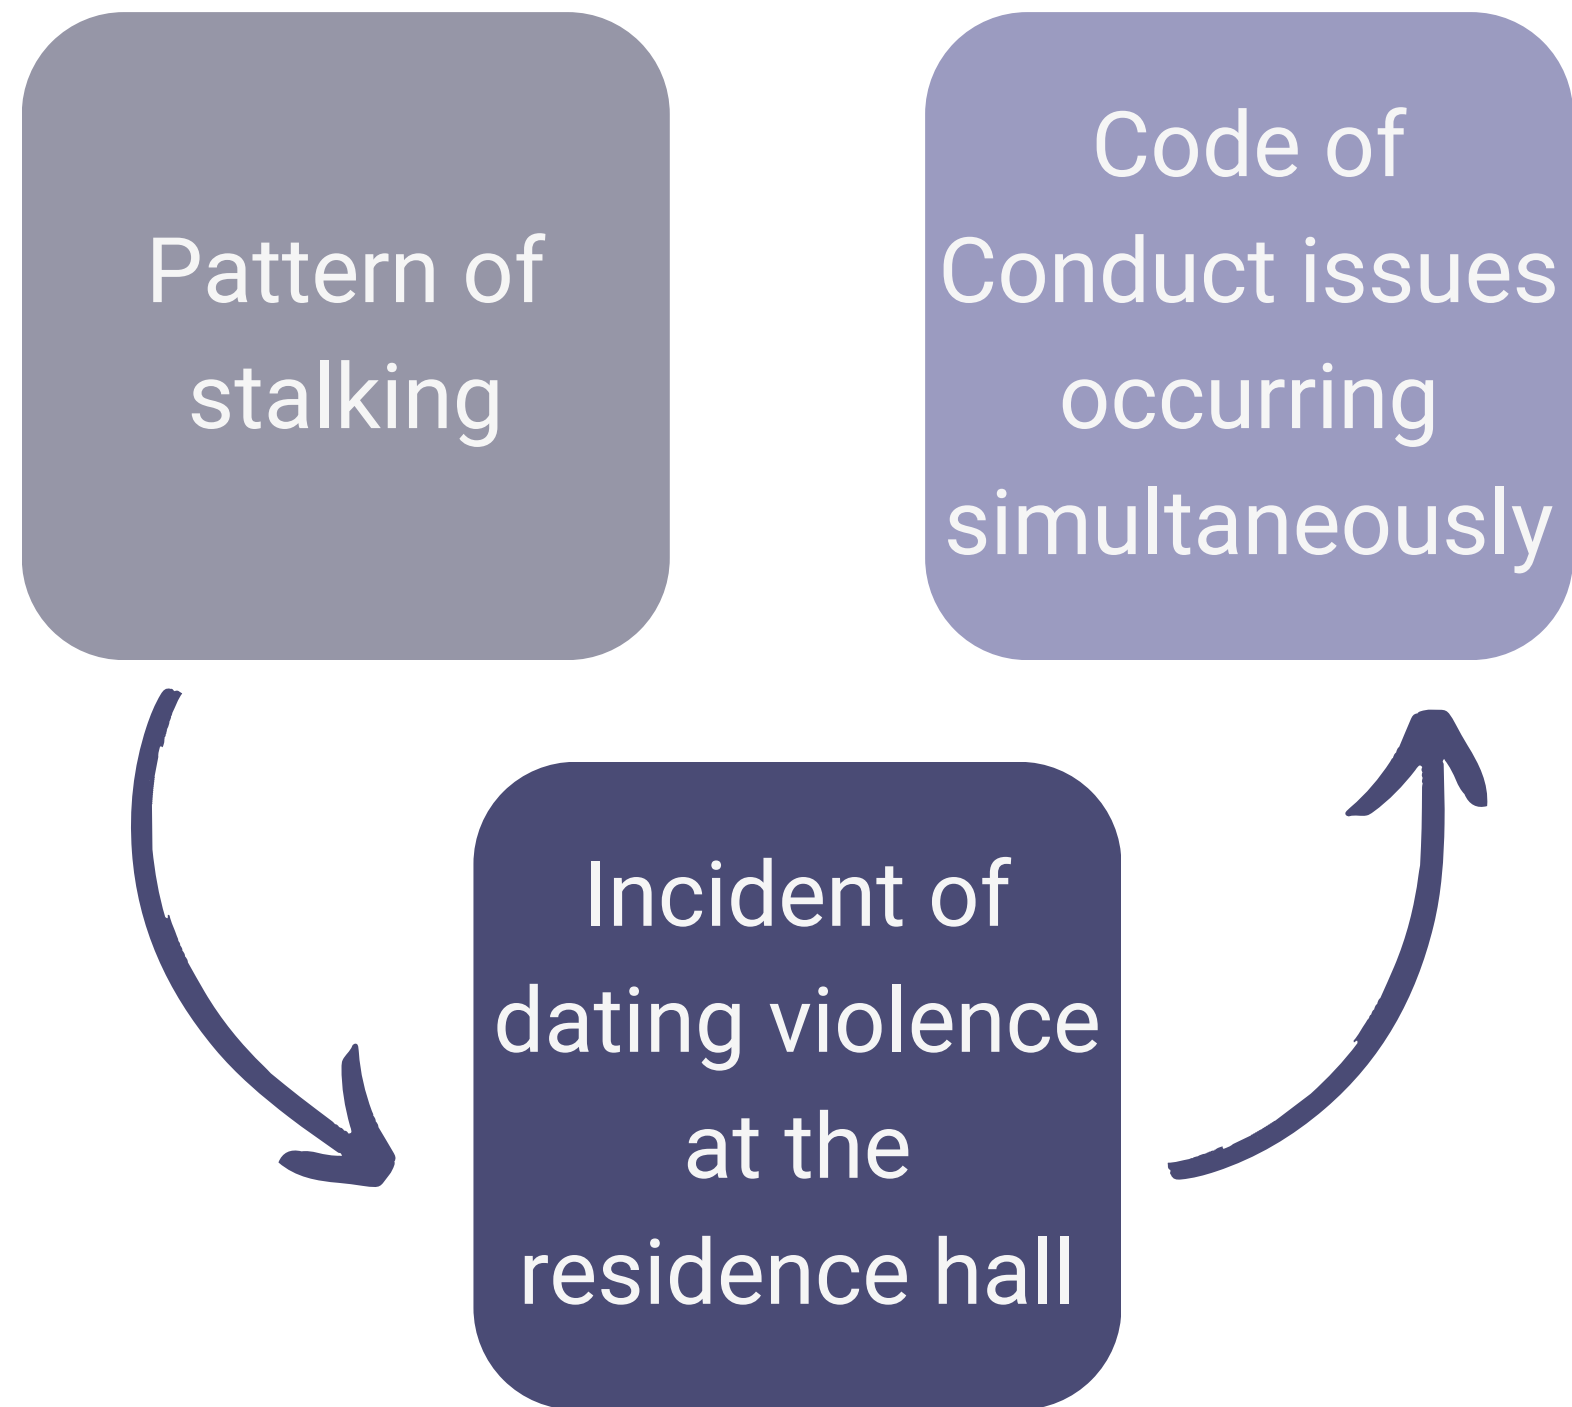 Pattern of
stalking
Incident of
dating violence
at the
residence hall
Code of
Conduct issues
occurring
simultaneously